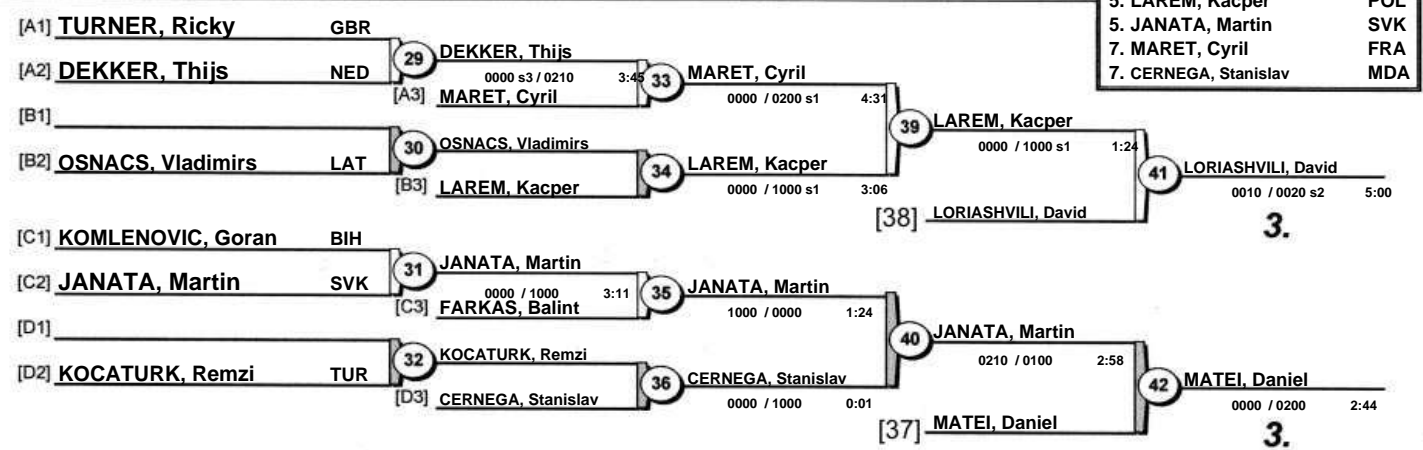 5. LAREM, Kacper POL
5. JANATA, Martin SVK
7. MARET, Cyril FRA
7. CERNEGA, Stanislav MDA
[A1] TURNER, Ricky GBR
29
DEKKER, Thijs
[A2] DEKKER, Thijs NED
0000 s3 / 0210 3:45
33
MARET, Cyril
[A3] MARET, Cyril
0000 / 0200 s1 4:31
[B1]
39
LAREM, Kacper
30
OSNACS, Vladimirs
0000 / 1000 s1 1:24
[B2] OSNACS, Vladimirs LAT
34
LAREM, Kacper
41
LORIASHVILI, David
[B3] LAREM, Kacper
0000 / 1000 s1 3:06
0010 / 0020 s2 5:00
[38] LORIASHVILI, David
3.
[C1] KOMLENOVIC, Goran BIH
31
JANATA, Martin
[C2] JANATA, Martin SVK
0000 / 1000 3:11
35
JANATA, Martin
[C3] FARKAS, Balint
1000 / 0000 1:24
[D1]
40
JANATA, Martin
32
KOCATURK, Remzi
0210 / 0100 2:58
[D2] KOCATURK, Remzi TUR
36
CERNEGA, Stanislav
42
MATEI, Daniel
[D3] CERNEGA, Stanislav
0000 / 1000 0:01
0000 / 0200 2:44
[37] MATEI, Daniel
3.